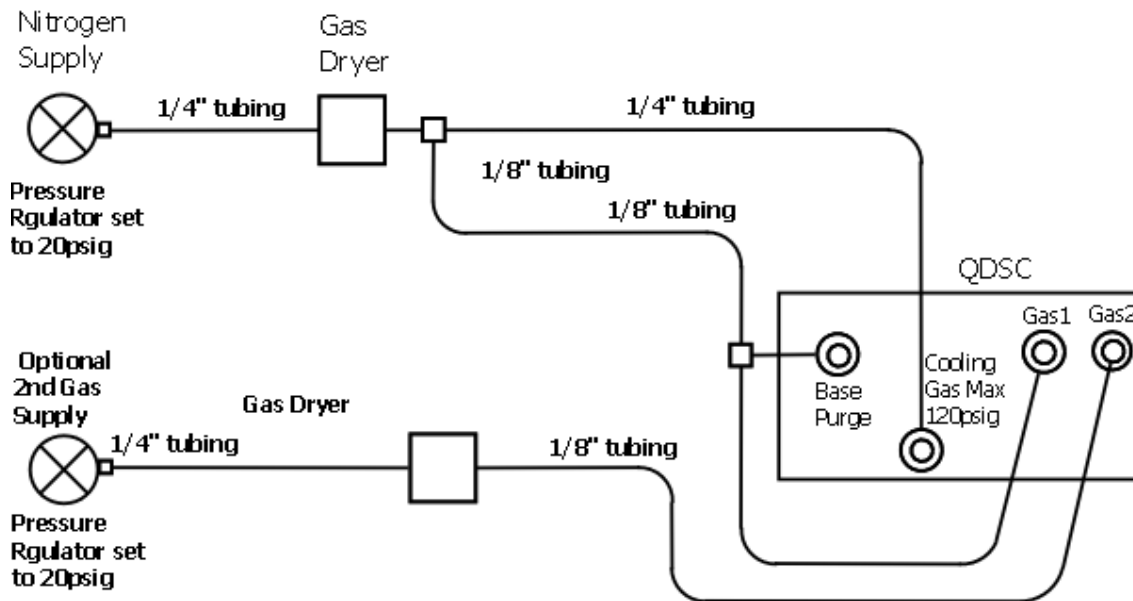 Nitrogen
Supply
Gas
Dryer
1/4" tubing
1/4" tubing
1/8" tubing
1/8" tubing
Pressure
Rgulator set
to 20psig
QDSC
Gas1
Gas2
Base
Purge
Cooling
Gas Max
120psig
Optional
2nd Gas
Supply
Gas Dryer
1/4" tubing
1/8" tubing
Pressure
Rgulator set
to 20psig